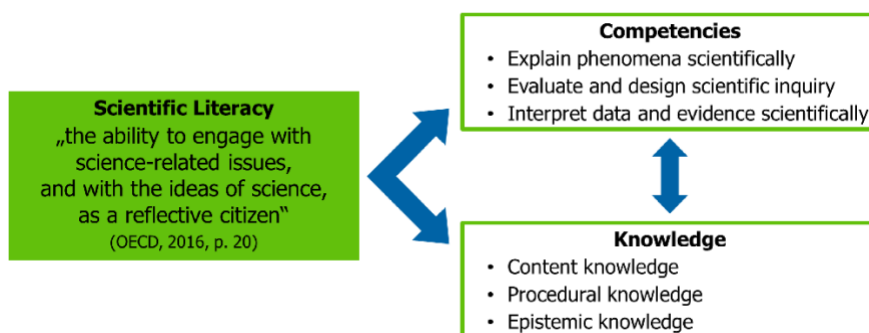 Scientific Literacy
„the ability to engage with
science-related issues,
and with the ideas of science,
as a reflective citizen“
(OECD, 2016, p. 20)
Competencies
• Explain phenomena scientifically
• Evaluate and design scientific inquiry
• Interpret data and evidence scientifically
Knowledge
• Content knowledge
• Procedural knowledge
• Epistemic knowledge